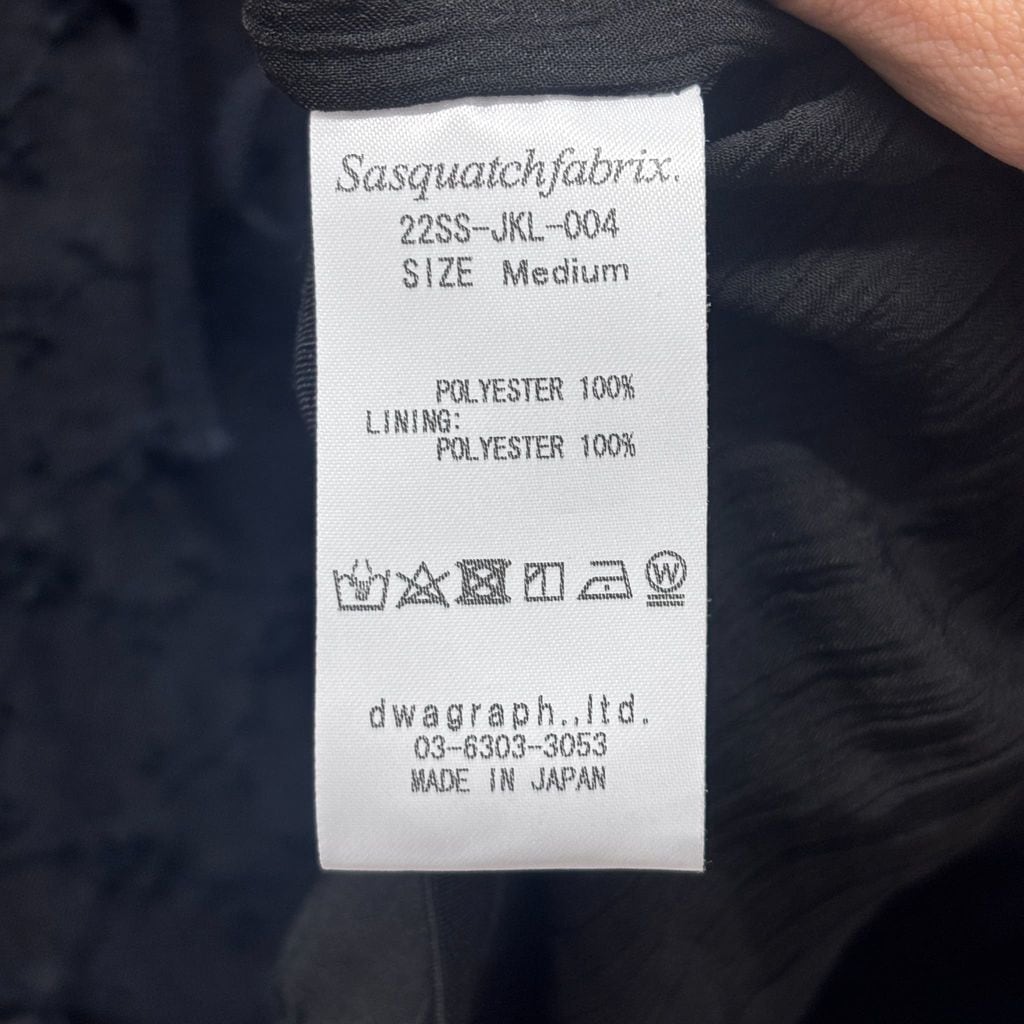 Sasquatchfabrix.
22SS-JKL-004
SIZE Medium
POLYESTER 100%
LINING:
POLYESTER 100%
W
dwagraph.,ltd.
03-6303-3053
MADE IN JAPAN